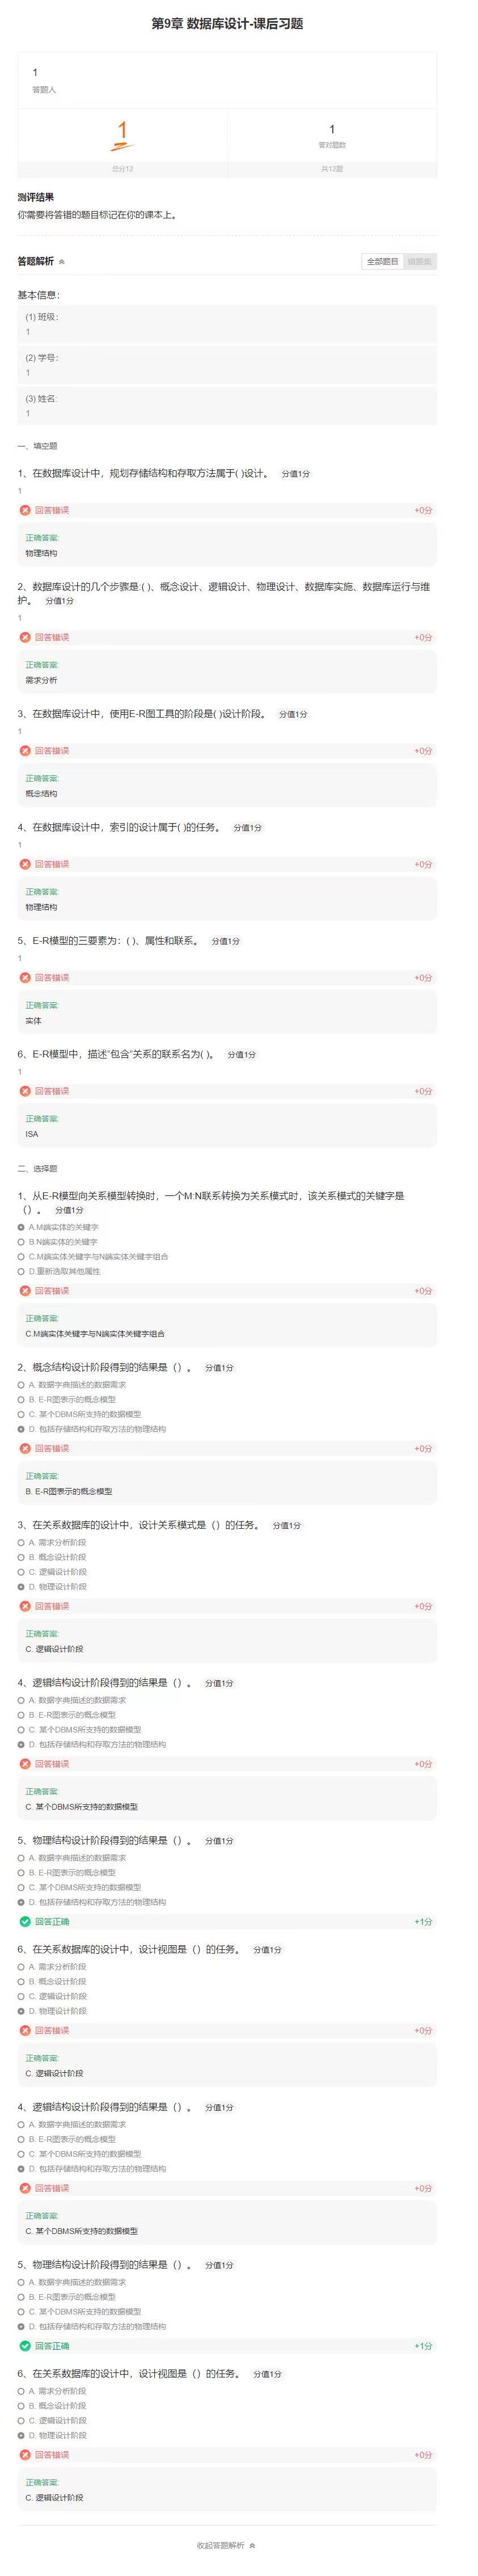 第9章 数据库设计-课后习题
1
答题人
1
总分12
1
答对题数
共12题
测评结果
你需要将答错的题目标记在你的课本上。
答题解析
全部题目 错题集
基本信息：
(1) 班级:
1
(2) 学号:
1
(3) 姓名:
1
一、填空题
1、在数据库设计中，规划存储结构和存取方法属于( )设计。 分值1分
1
回答错误 +0分
正确答案:
物理结构
2、数据库设计的几个步骤是:( )、概念设计、逻辑设计、物理设计、数据库实施、数据库运行与维
护。 分值1分
1
回答错误 +0分
正确答案:
需求分析
3、在数据库设计中，使用E-R图工具的阶段是( )设计阶段。 分值1分
1
回答错误 +0分
正确答案:
概念结构
4、在数据库设计中，索引的设计属于( )的任务。 分值1分
1
回答错误 +0分
正确答案:
物理结构
5、E-R模型的三要素为：( )、属性和联系。 分值1分
1
回答错误 +0分
正确答案:
实体
6、E-R模型中，描述“包含”关系的联系名为( )。 分值1分
1
回答错误 +0分
正确答案:
ISA
二、选择题
1、从E-R模型向关系模型转换时，一个M:N联系转换为关系模式时，该关系模式的关键字是
（）。 分值1分
A.M端实体的关键字
B.N端实体的关键字
C.M端实体关键字与N端实体关键字组合
D.重新选取其他属性
回答错误 +0分
正确答案:
C.M端实体关键字与N端实体关键字组合
2、概念结构设计阶段得到的结果是（）。 分值1分
A. 数据字典描述的数据需求
B. E-R图表示的概念模型
C. 某个DBMS所支持的数据模型
D. 包括存储结构和存取方法的物理结构
回答错误 +0分
正确答案:
B. E-R图表示的概念模型
3、在关系数据库的设计中，设计关系模式是（）的任务。 分值1分
A. 需求分析阶段
B. 概念设计阶段
C. 逻辑设计阶段
D. 物理设计阶段
回答错误 +0分
正确答案:
C. 逻辑设计阶段
4、逻辑结构设计阶段得到的结果是（）。 分值1分
A. 数据字典描述的数据需求
B. E-R图表示的概念模型
C. 某个DBMS所支持的数据模型
D. 包括存储结构和存取方法的物理结构
回答错误 +0分
正确答案:
C. 某个DBMS所支持的数据模型
5、物理结构设计阶段得到的结果是（）。 分值1分
A. 数据字典描述的数据需求
B. E-R图表示的概念模型
C. 某个DBMS所支持的数据模型
D. 包括存储结构和存取方法的物理结构
回答正确 +1分
6、在关系数据库的设计中，设计视图是（）的任务。 分值1分
A. 需求分析阶段
B. 概念设计阶段
C. 逻辑设计阶段
D. 物理设计阶段
回答错误 +0分
正确答案:
C. 逻辑设计阶段
4、逻辑结构设计阶段得到的结果是（）。 分值1分
A. 数据字典描述的数据需求
B. E-R图表示的概念模型
C. 某个DBMS所支持的数据模型
D. 包括存储结构和存取方法的物理结构
回答错误 +0分
正确答案:
C. 某个DBMS所支持的数据模型
5、物理结构设计阶段得到的结果是（）。 分值1分
A. 数据字典描述的数据需求
B. E-R图表示的概念模型
C. 某个DBMS所支持的数据模型
D. 包括存储结构和存取方法的物理结构
回答正确 +1分
6、在关系数据库的设计中，设计视图是（）的任务。 分值1分
A. 需求分析阶段
B. 概念设计阶段
C. 逻辑设计阶段
D. 物理设计阶段
回答错误 +0分
正确答案:
C. 逻辑设计阶段
收起答题解析